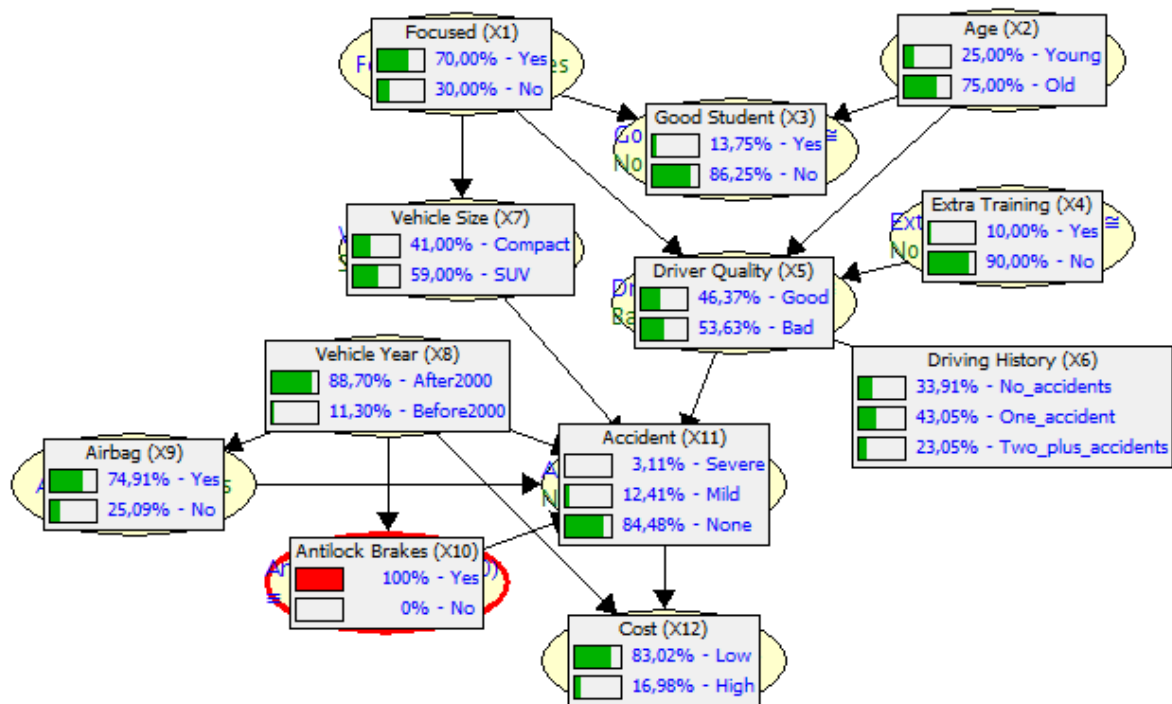 Focused (X1)
70,00% - Yes
30,00% - No
Age (X2)
25,00% - Young
75,00% - Old
Good Student (X3)
13,75% - Yes
86,25% - No
Vehicle Size (X7)
41,00% - Compact
59,00% - SUV
Extra Training (X4)
10,00% - Yes
90,00% - No
Driver Quality (X5)
46,37% - Good
53,63% - Bad
Vehicle Year (X8)
88,70% - After2000
11,30% - Before2000
Driving History (X6)
33,91% - No_accidents
43,05% - One_accident
23,05% - Two_plus_accidents
Airbag (X9)
74,91% - Yes
25,09% - No
Accident (X11)
3,11% - Severe
12,41% - Mild
84,48% - None
Antilock Brakes (X10)
100% - Yes
0% - No
Cost (X12)
83,02% - Low
16,98% - High